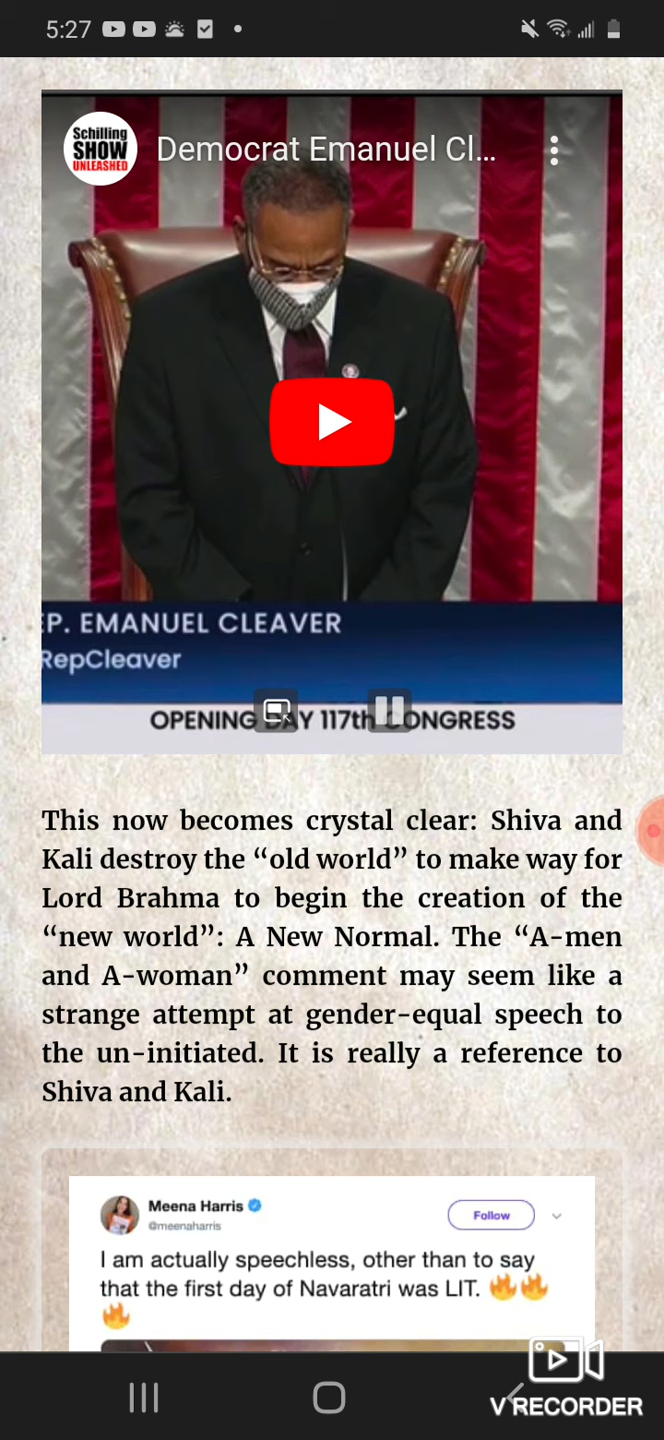 5:27
Schilling
SHOW
UNLEASHED
Democrat Emanuel Cl...
EP. EMANUEL CLEAVER
RepCleaver
OPENING DAY 117th CONGRESS
This now becomes crystal clear: Shiva and
Kali destroy the “old world” to make way for
Lord Brahma to begin the creation of the
“new world”: A New Normal. The “A-men
and A-woman” comment may seem like a
strange attempt at gender-equal speech to
the un-initiated. It is really a reference to
Shiva and Kali.
Meena Harris
@meenaharris
Follow
I am actually speechless, other than to say
that the first day of Navaratri was LIT. 🔥🔥
🔥
V RECORDER